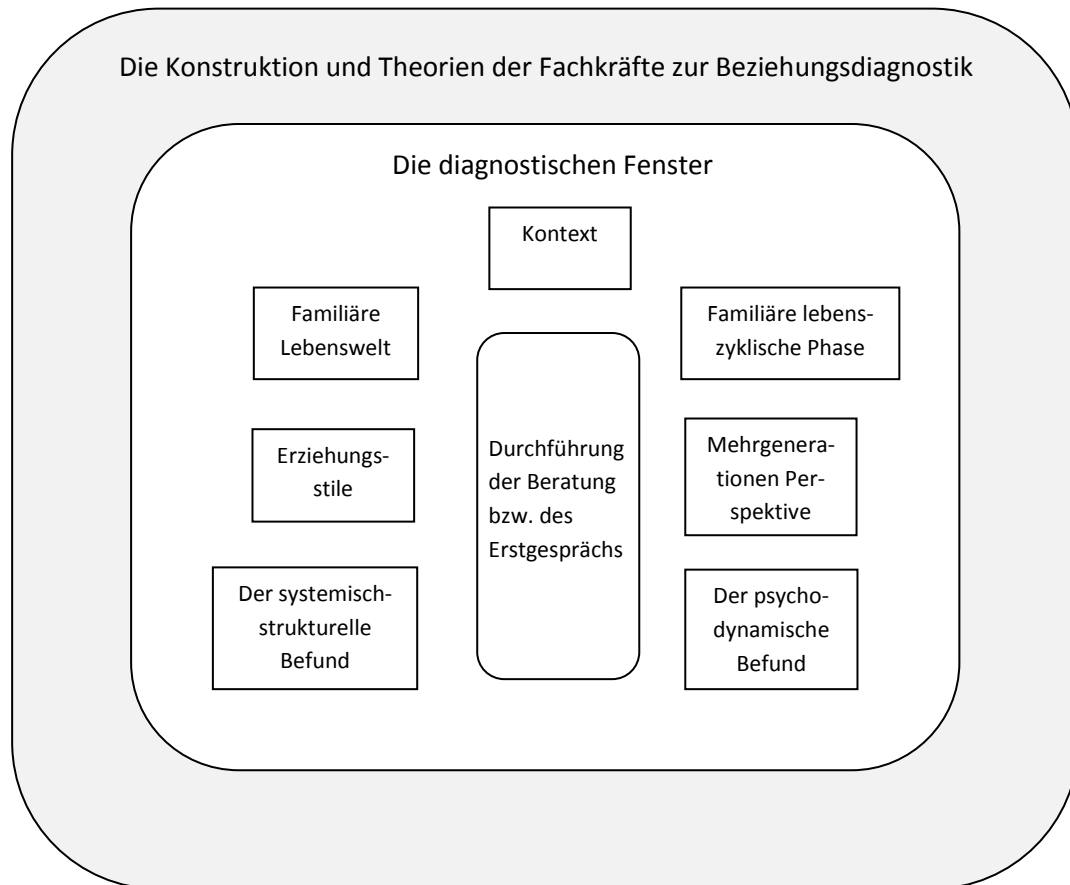 Die Konstruktion und Theorien der Fachkräfte zur Beziehungsdiagnostik
Die diagnostischen Fenster
Kontext
Familiäre
Lebenswelt
Familiäre lebens-
zyklische Phase
Erziehungs-
stile
Durchführung
der Beratung
bzw. des
Erstgesprächs
Mehrgenera-
tionen Per-
spektive
Der systemisch-
strukturelle
Befund
Der psycho-
dynamische
Befund